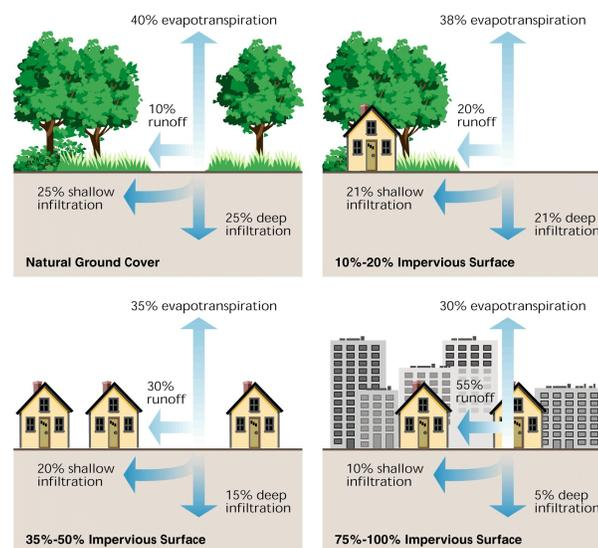 40% evapotranspiration
10%
runoff
25% shallow
infiltration
25% deep
infiltration
Natural Ground Cover
38% evapotranspiration
20%
runoff
21% shallow
infiltration
21% deep
infiltration
10%-20% Impervious Surface
35% evapotranspiration
30%
runoff
20% shallow
infiltration
15% deep
infiltration
35%-50% Impervious Surface
30% evapotranspiration
55%
runoff
10% shallow
infiltration
5% deep
infiltration
75%-100% Impervious Surface